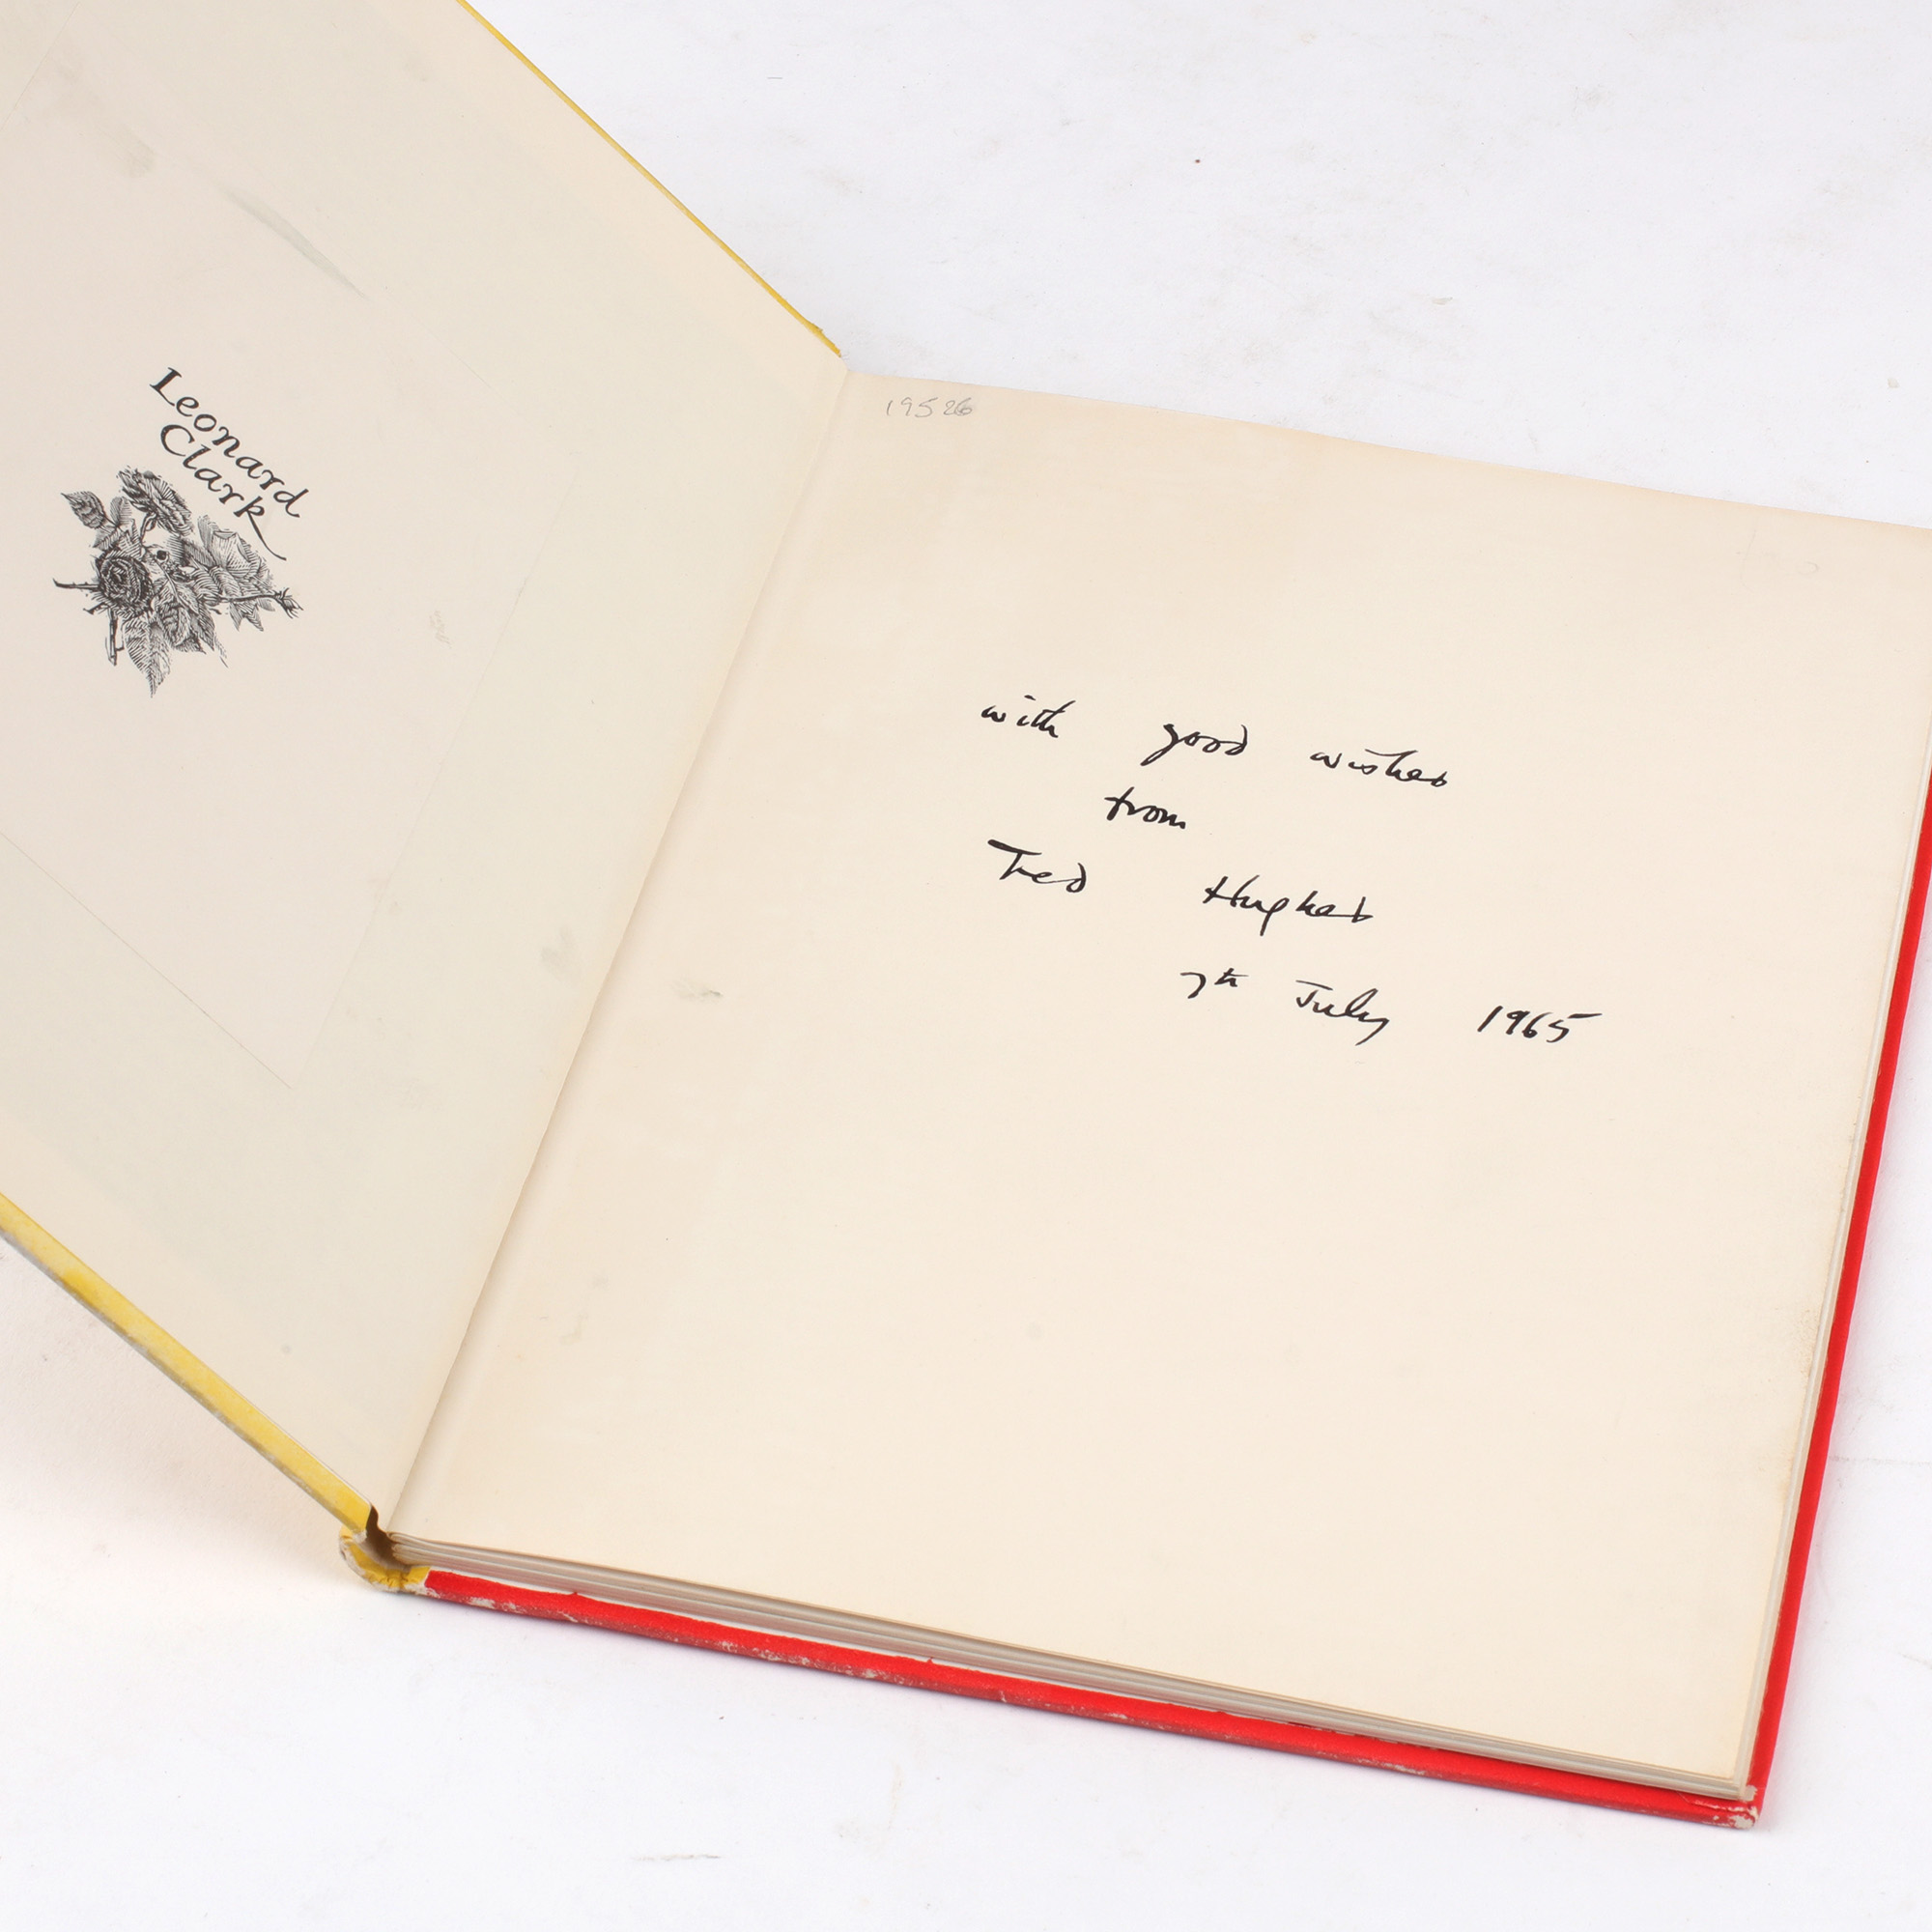 Leonard
Clark
19526
with good wishes
from
Ted Hughes
7th July 1965